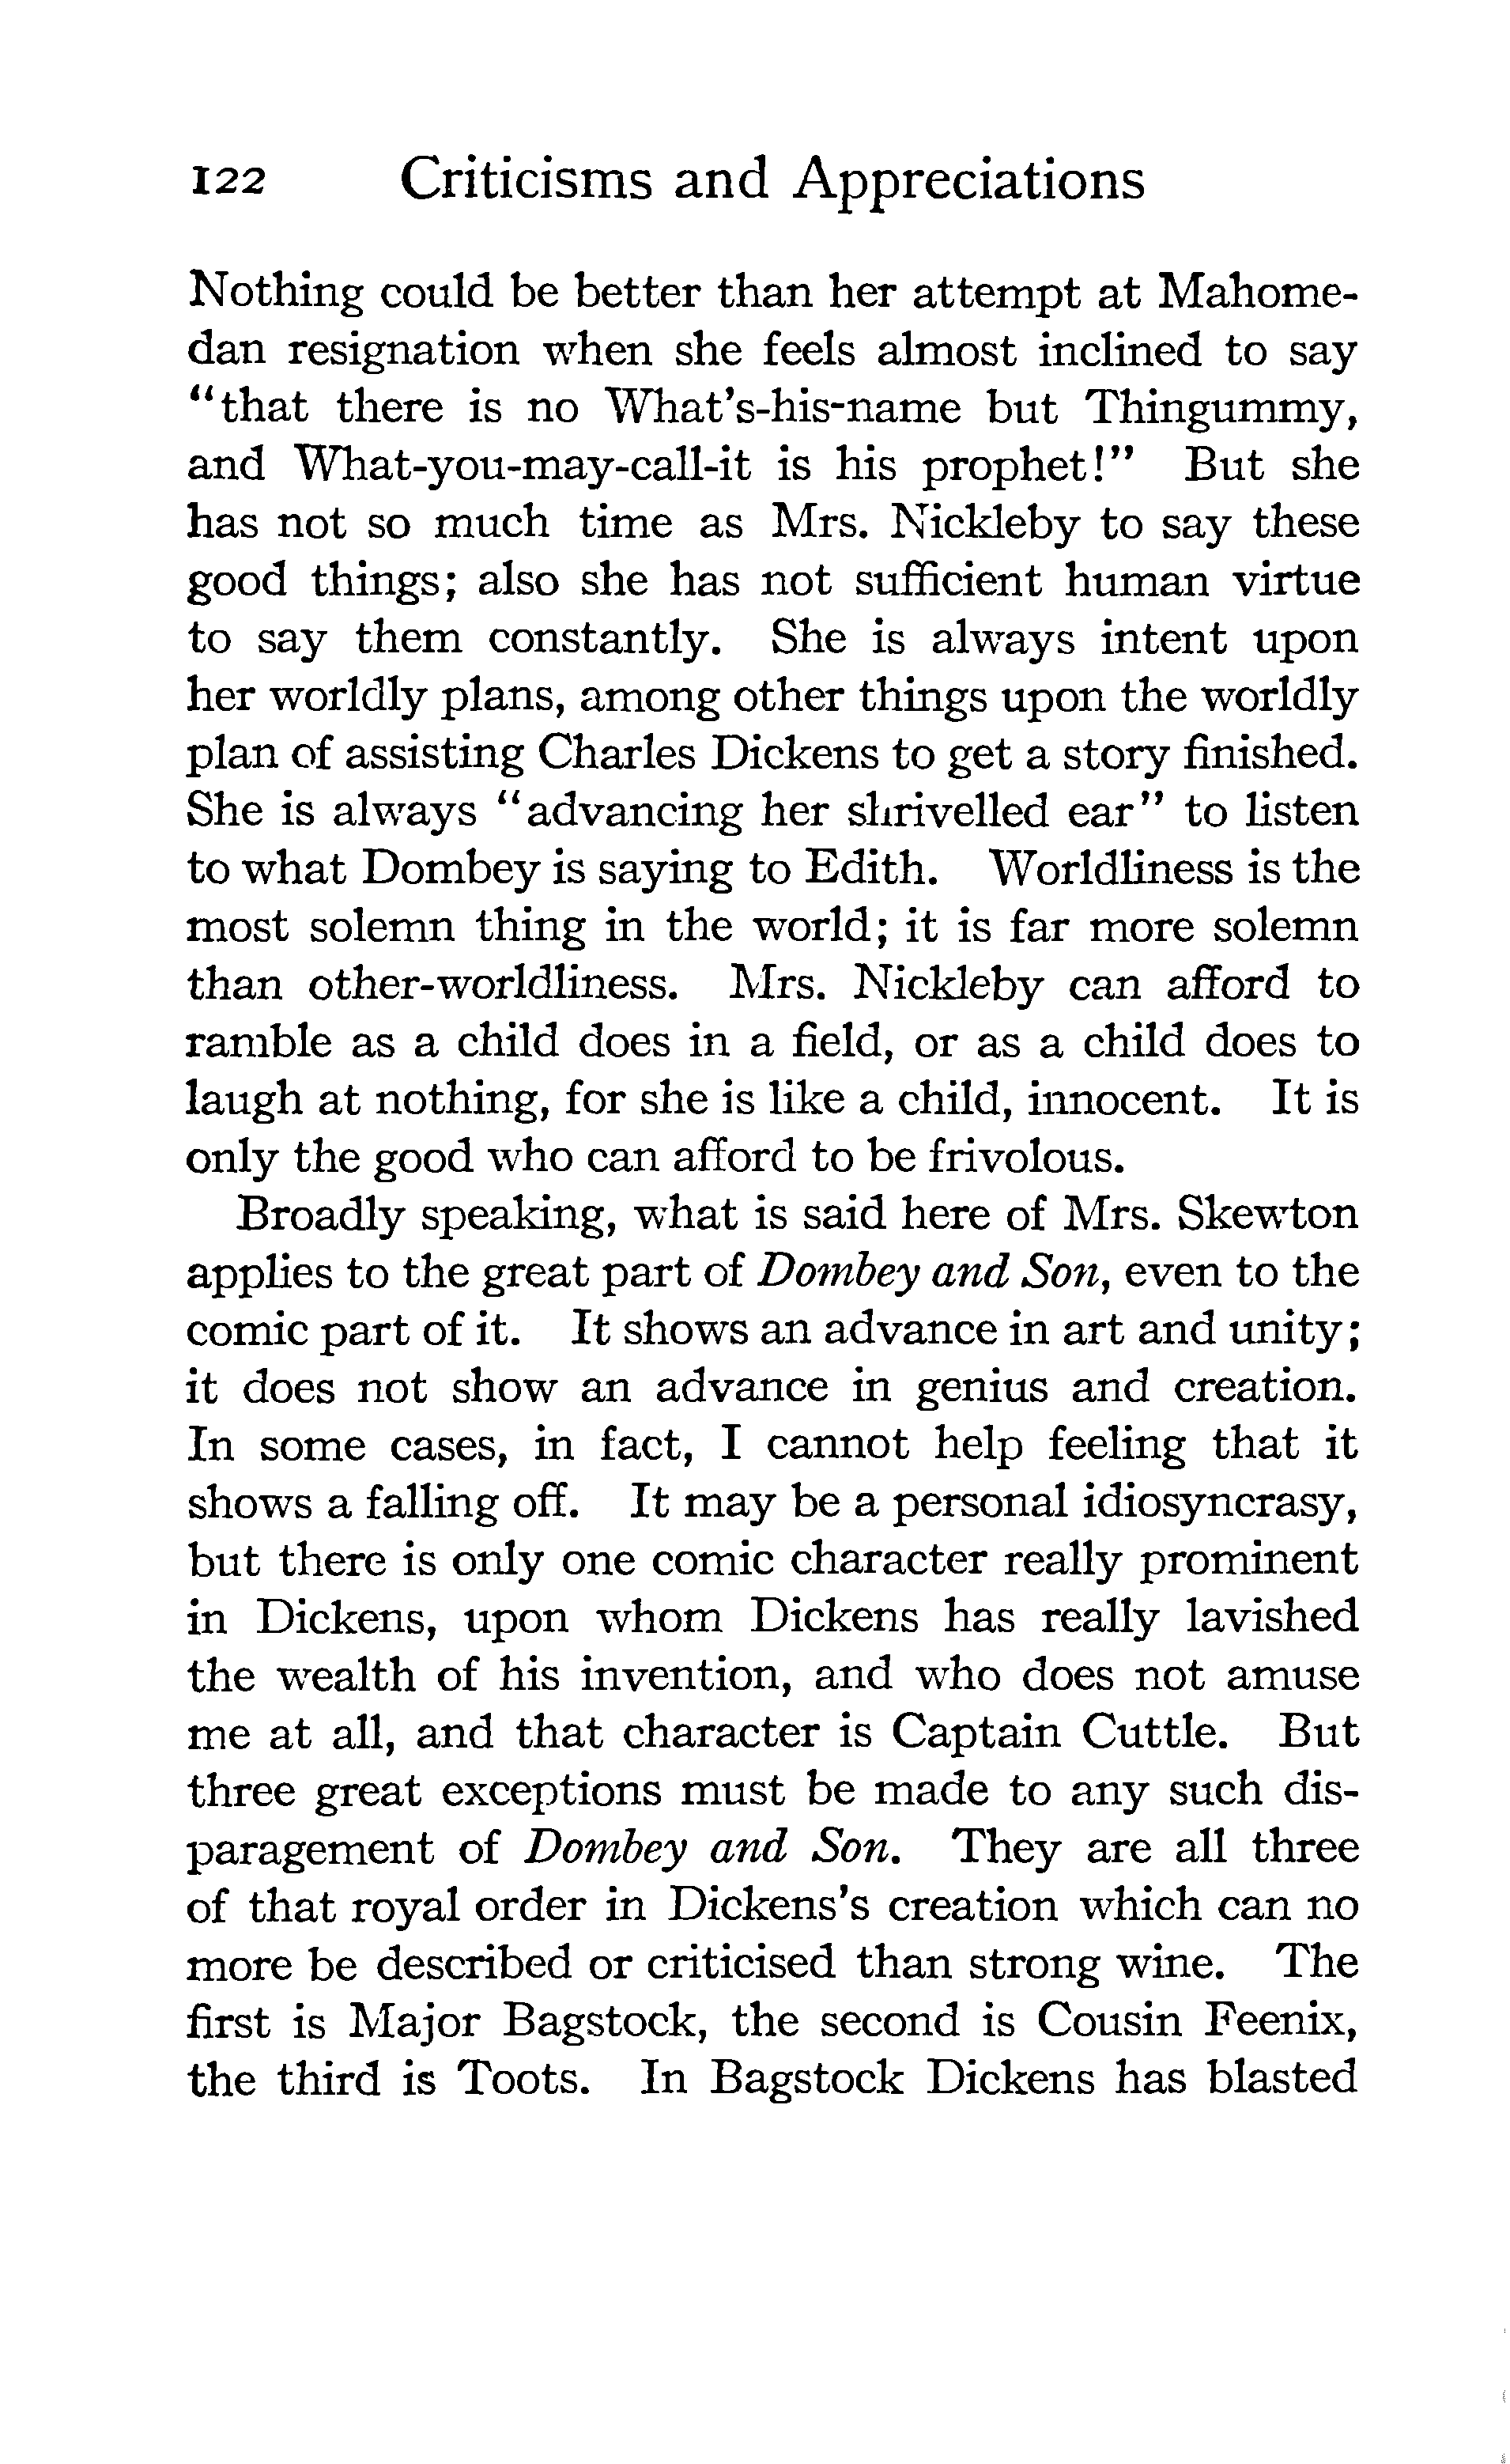 122 Criticisms and Appreciations
Nothing could be better than her attempt at Mahome-
dan resignation when she feels almost inclined to say
"that there is no What's-his-name but Thingummy,
and What-you-may-call-it is his prophet!" But she
has not so much time as Mrs. Nickleby to say these
good things; also she has not sufficient human virtue
to say them constantly. She is always intent upon
her worldly plans, among other things upon the worldly
plan of assisting Charles Dickens to get a story finished.
She is always "advancing her shrivelled ear" to listen
to what Dombey is saying to Edith. Worldliness is the
most solemn thing in the world; it is far more solemn
than other-worldliness. Mrs. Nickleby can afford to
ramble as a child does in a field, or as a child does to
laugh at nothing, for she is like a child, innocent. It is
only the good who can afford to be frivolous.
Broadly speaking, what is said here of Mrs. Skewton
applies to the great part of Dombey and Son, even to the
comic part of it. It shows an advance in art and unity;
it does not show an advance in genius and creation.
In some cases, in fact, I cannot help feeling that it
shows a falling off. It may be a personal idiosyncrasy,
but there is only one comic character really prominent
in Dickens, upon whom Dickens has really lavished
the wealth of his invention, and who does not amuse
me at all, and that character is Captain Cuttle. But
three great exceptions must be made to any such dis-
paragement of Dombey and Son. They are all three
of that royal order in Dickens's creation which can no
more be described or criticised than strong wine. The
first is Major Bagstock, the second is Cousin Feenix,
the third is Toots. In Bagstock Dickens has blasted